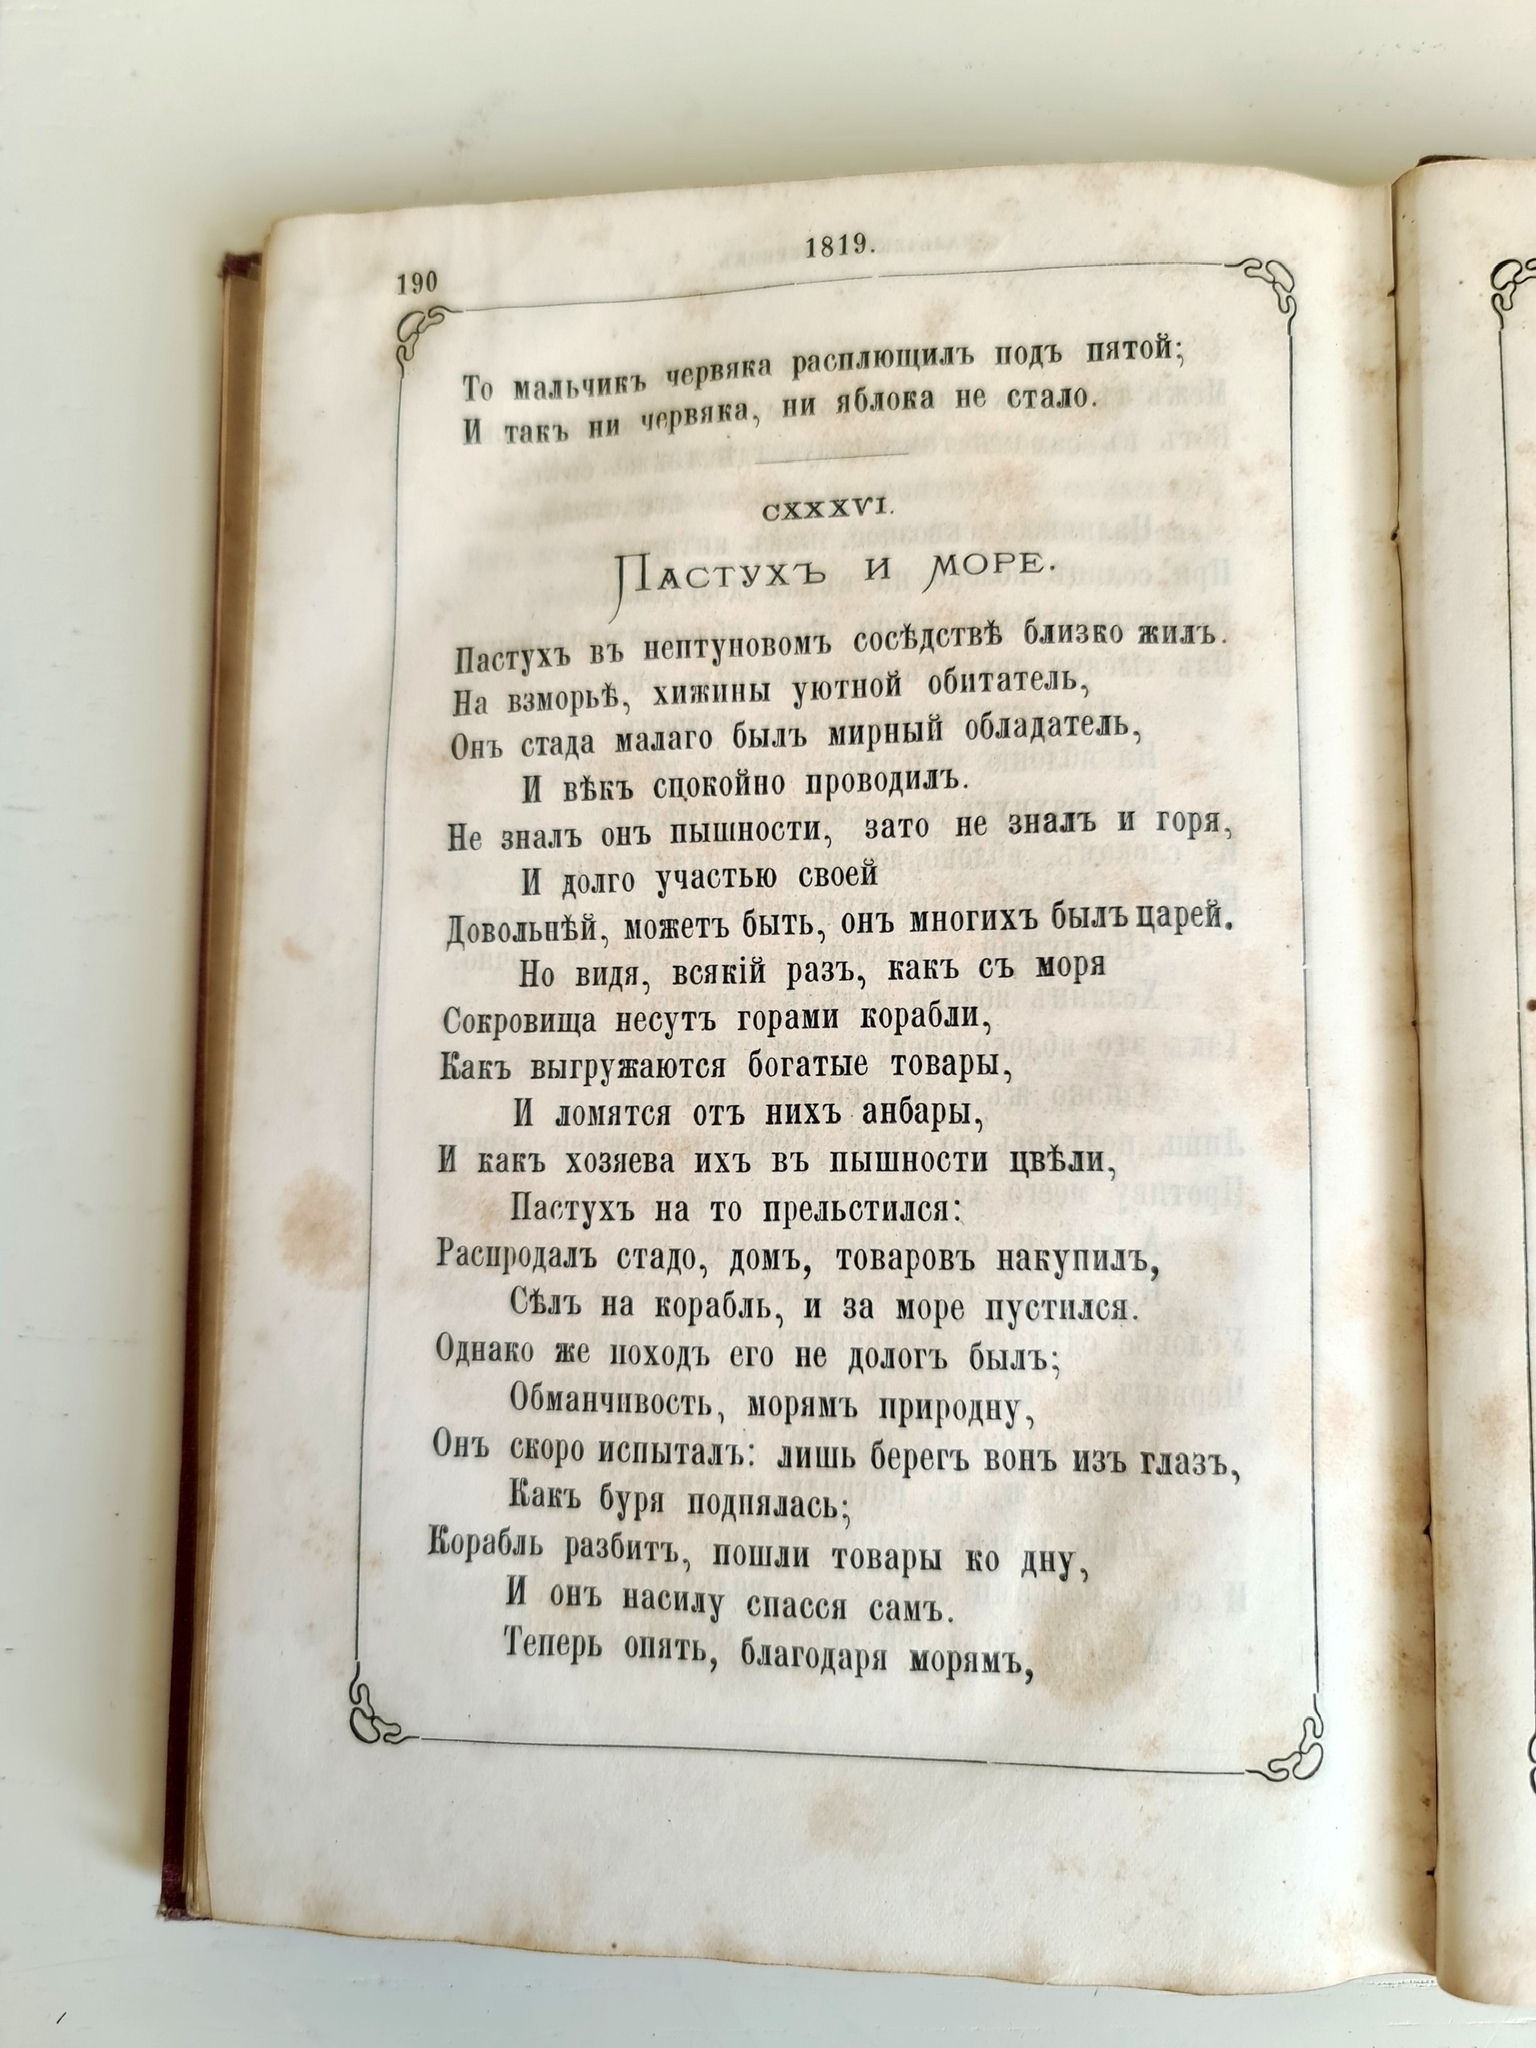 190
1819.
То мальчикъ червяка расплющилъ подъ пятой;
И такъ ни червяка, ни яблока не стало.
CXXXVI.
Пастухъ и море.
Пастухъ въ нептуновомъ сосѣдствѣ близко жилъ.
На взморьѣ, хижины уютной обитатель,
Онъ стада малаго былъ мирный обладатель,
И вѣкъ спокойно проводилъ.
Не зналъ онъ пышности, зато не зналъ и горя,
И долго участью своей
Довольнѣй, можетъ быть, онъ многихъ былъ царей.
Но видя, всякій разъ, какъ съ моря
Сокровища несутъ горами корабли,
Какъ выгружаются богатые товары,
И ломятся отъ нихъ анбары,
И какъ хозяева ихъ въ пышности цвѣли,
Пастухъ на то прельстился:
Распродалъ стадо, домъ, товаровъ накупилъ,
Сѣлъ на корабль, и за море пустился.
Однако же походъ его не дологъ былъ;
Обманчивость, морямъ природну,
Онъ скоро испыталъ: лишь берегъ вонъ изъ глазъ,
Какъ буря поднялась;
Корабль разбитъ, пошли товары ко дну,
И онъ насилу спасся самъ.
Теперь опять, благодаря морямъ,